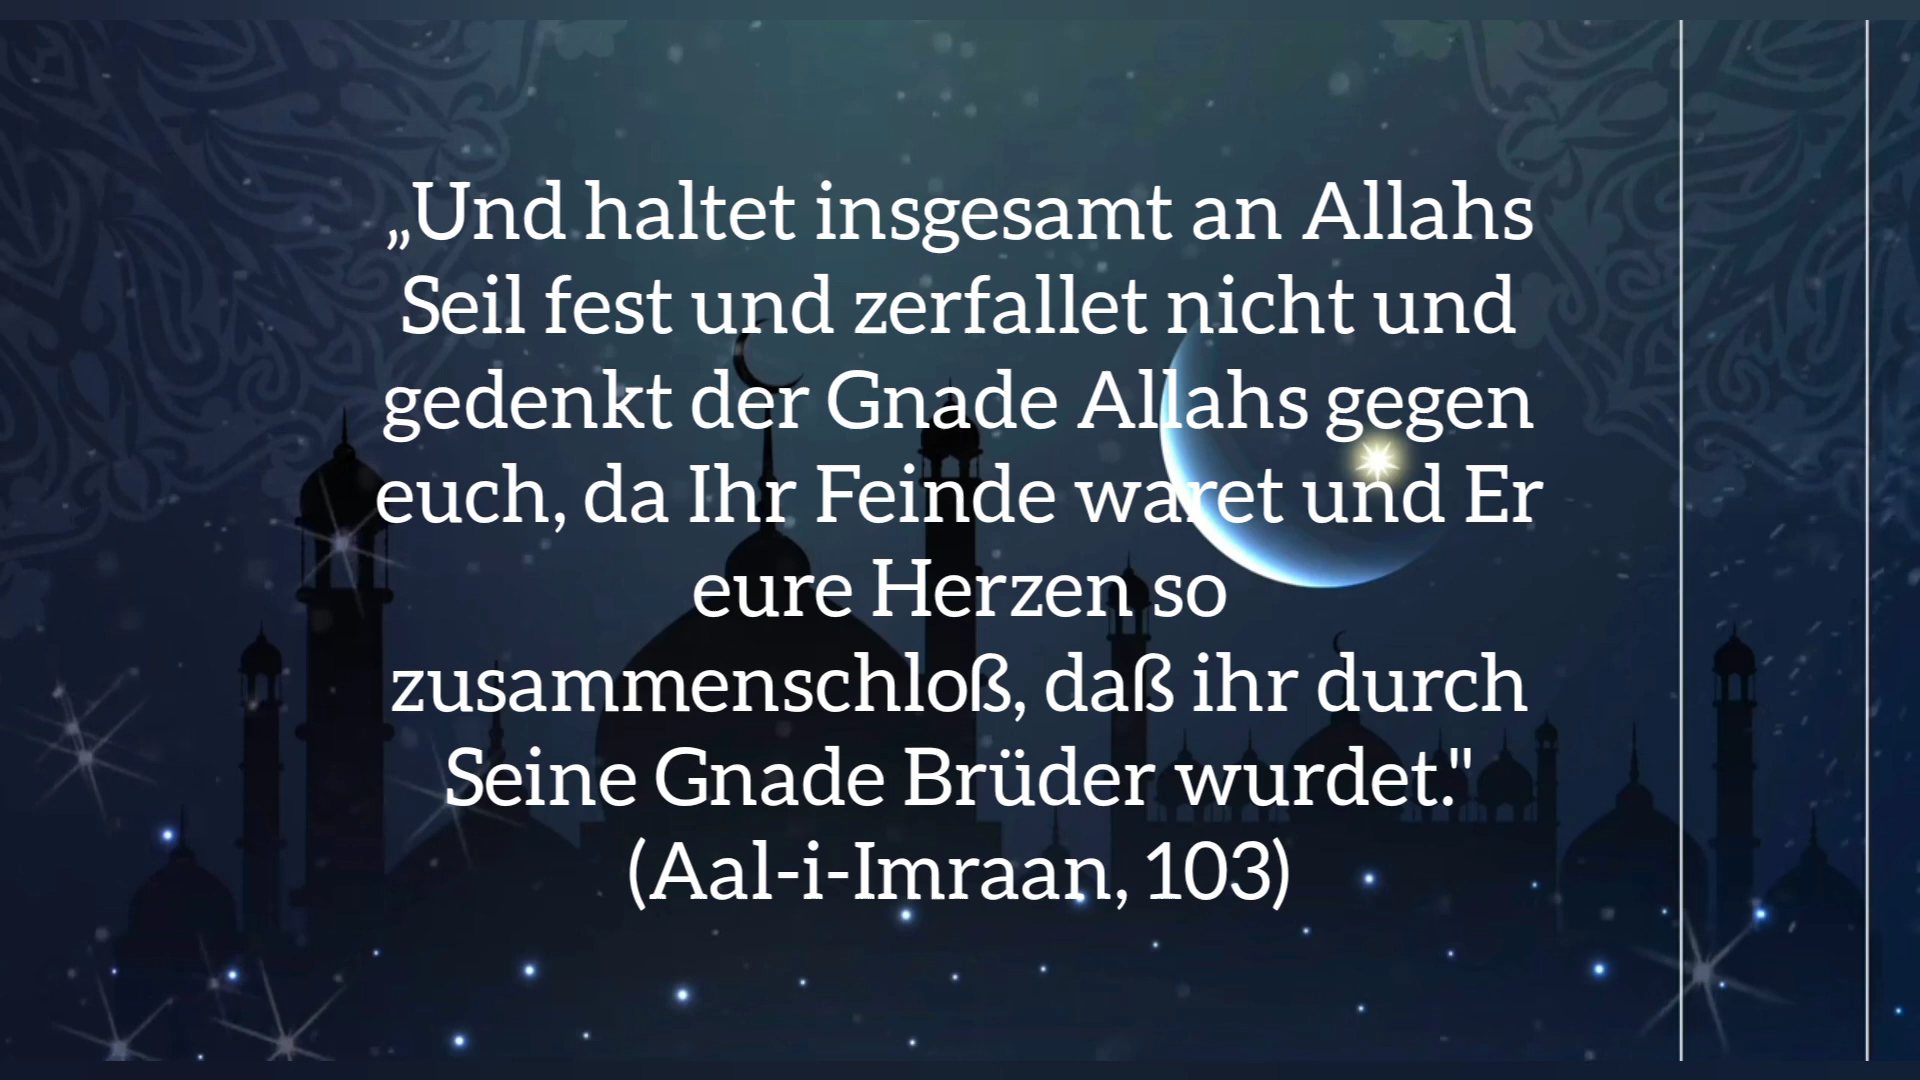 „Und haltet insgesamt an Allahs
Seil fest und zerfallet nicht und
gedenkt der Gnade Allahs gegen
euch, da Ihr Feinde waret und Er
eure Herzen so
zusammenschloß, daß ihr durch
Seine Gnade Brüder wurdet."
(Aal-i-Imraan, 103)